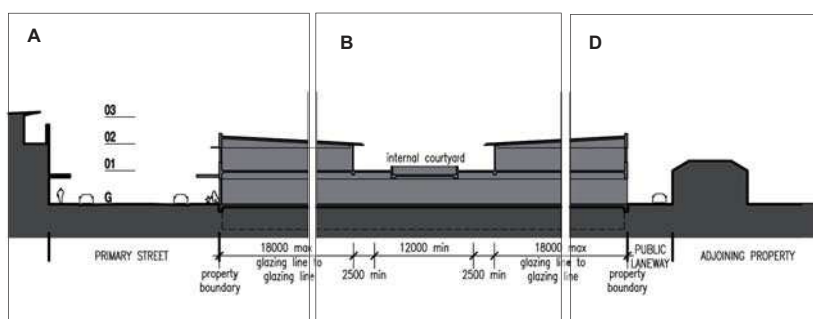 A
B
D
03
02
01
G
internal courtyard
PRIMARY STREET
property
boundary
18000 max
glazing line to
glazing line
2500 min
12000 min
2500 min
18000 max
glazing line to
glazing line
property
boundary
PUBLIC
LANEWAY
ADJOINING PROPERTY